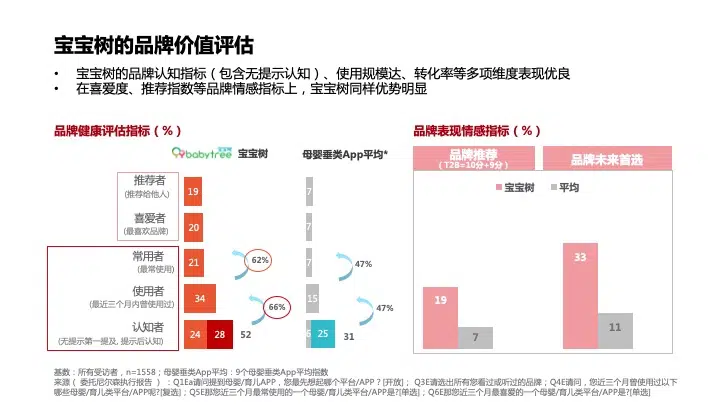 宝宝树的品牌价值评估
• 宝宝树的品牌认知指标（包含无提示认知）、使用规模达、转化率等多项维度表现优良
• 在喜爱度、推荐指数等品牌情感指标上，宝宝树同样优势明显
品牌健康评估指标（%）
babytree 宝宝树 母婴垂类App平均*
推荐者
(推荐给他人)
19 7
喜爱者
(最喜欢品牌)
20 7
常用者
(最常使用)
21 7
62% 47%
使用者
(最近三个月内曾使用过)
34 15
66% 47%
认知者
(无提示第一提及, 提示后认知)
24 28 52 6 25 31
品牌表现情感指标（%）
品牌推荐
（T2B=10分+9分）
品牌未来首选
宝宝树 平均
19 7
33 11
基数：所有受访者，n=1558；母婴垂类App平均：9个母婴垂类App平均指数
来源（ 委托尼尔森执行报告 ）：Q1Ea请问提到母婴/育儿APP，您最先想起哪个平台/APP？[开放]； Q3E请选出所有您看过或听过的品牌；Q4E请问，您近三个月曾使用过以下
哪些母婴/育儿类平台/APP呢?[复选]；Q5E那您近三个月最常使用的一个母婴/育儿类平台/APP是?[单选]；Q6E那您近三个月最喜爱的一个母婴/育儿类平台/APP是?[单选]